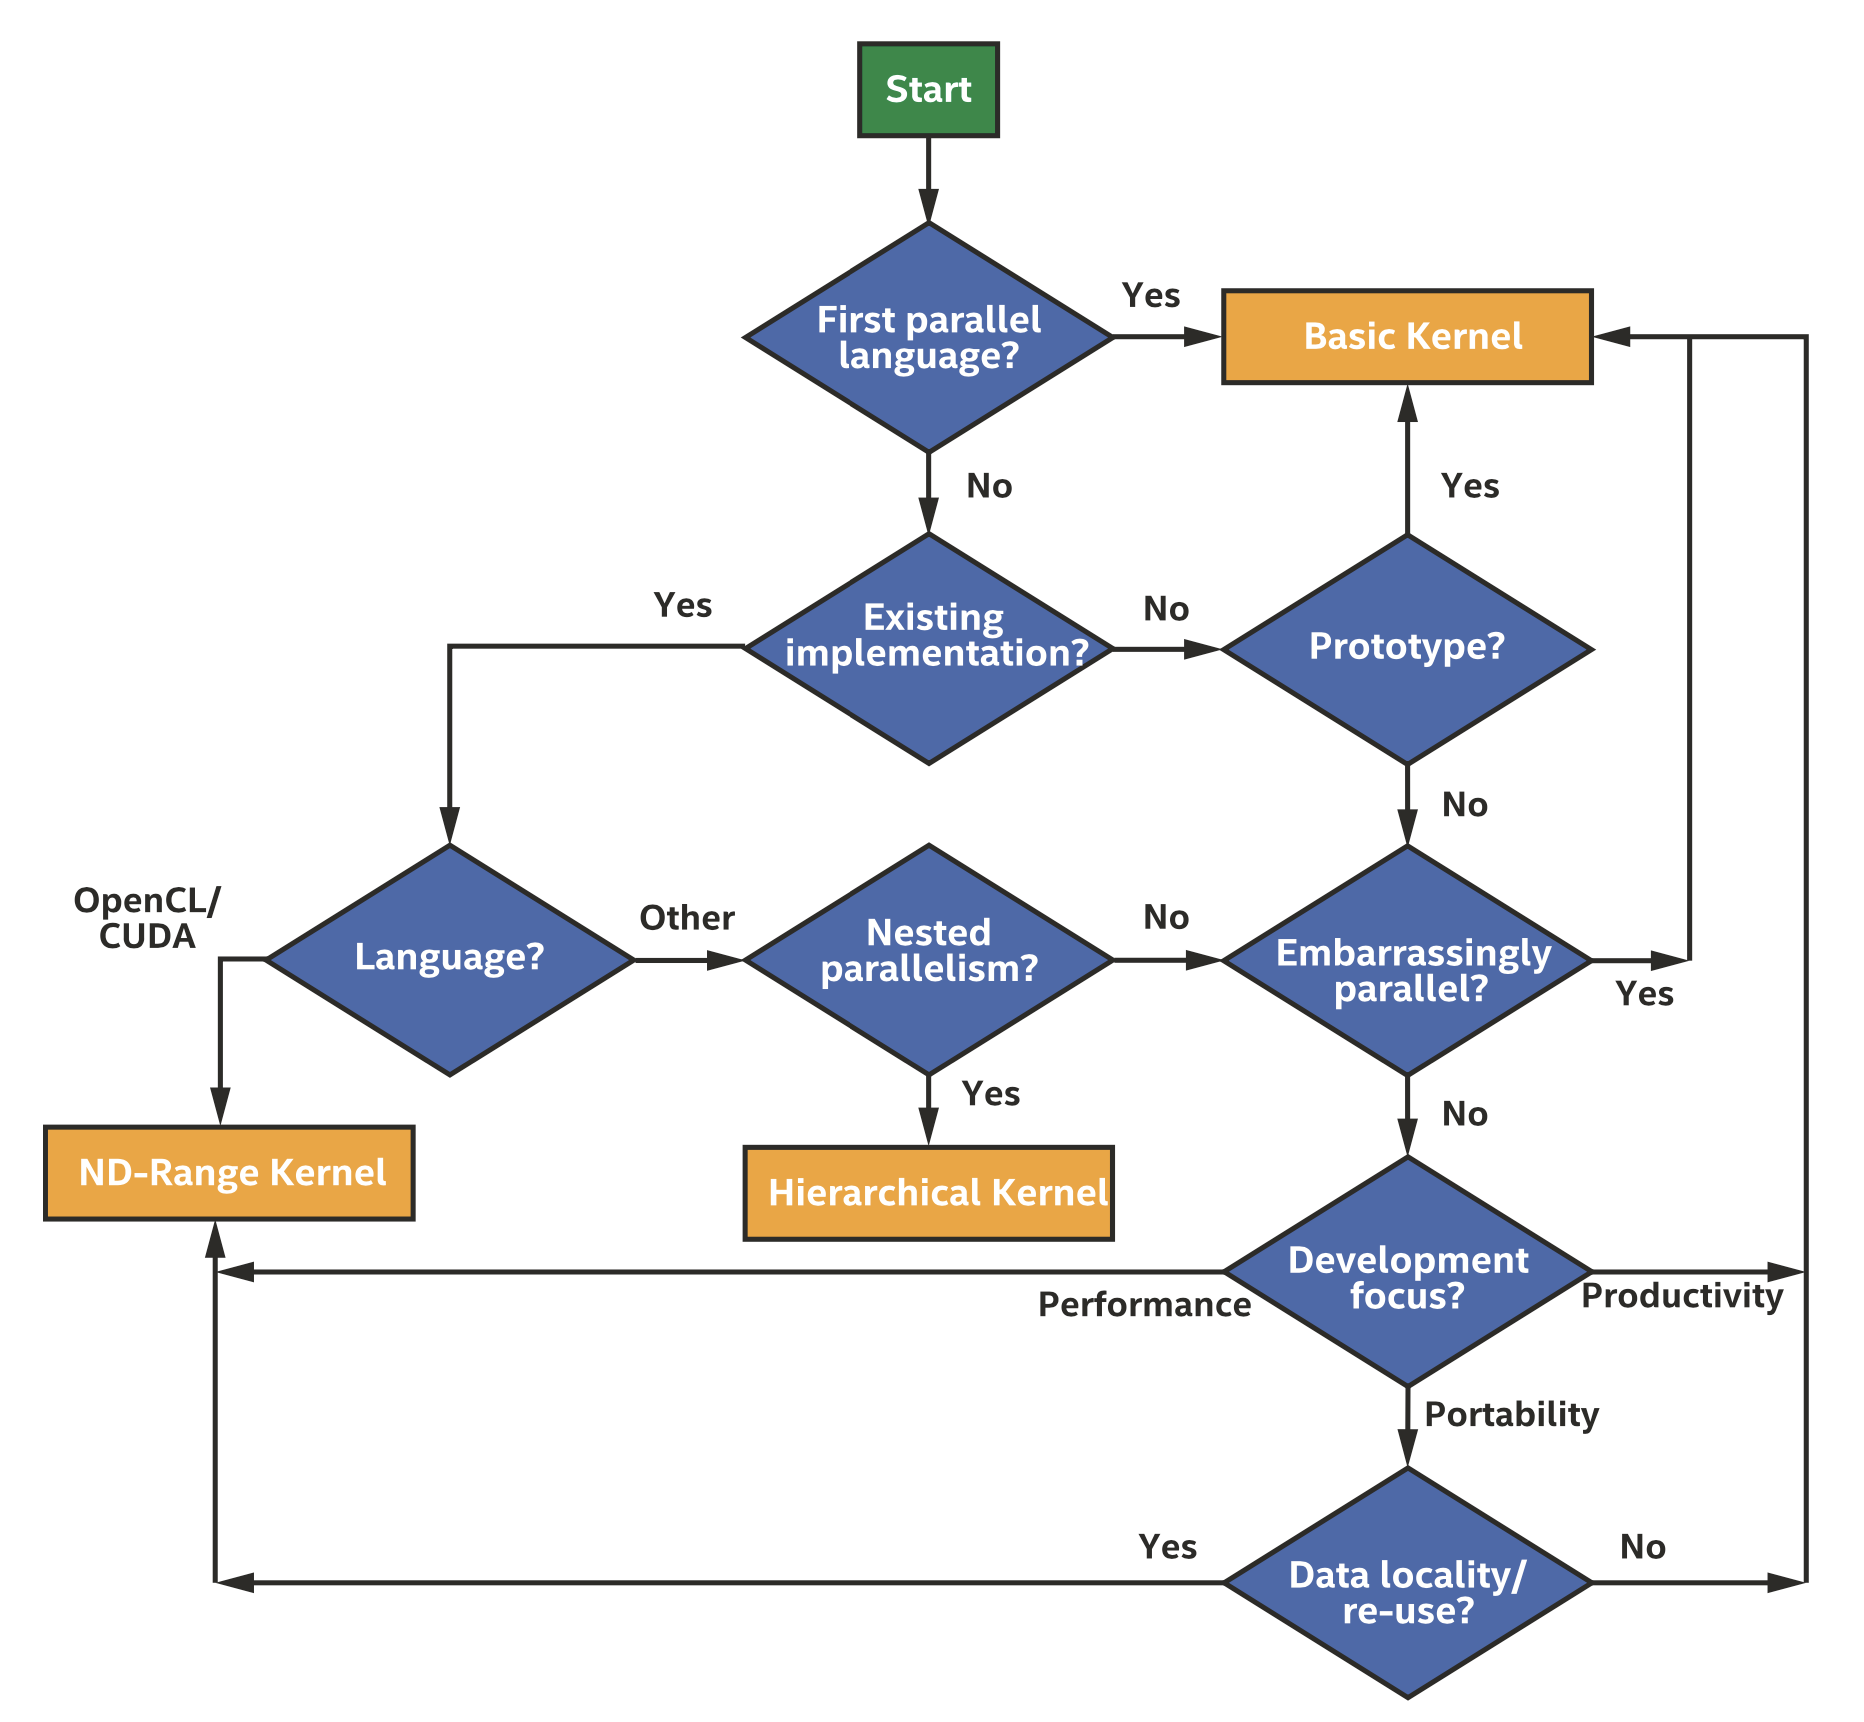 Start
First parallel
language?
Yes
Basic Kernel
No
Yes
Yes
Existing
implementation?
No
Prototype?
No
OpenCL/
CUDA
Language?
Other
Nested
parallelism?
No
Embarrassingly
parallel?
Yes
Yes
No
ND-Range Kernel
Hierarchical Kernel
Development
focus?
Performance
Productivity
Portability
Yes
Data locality/
re-use?
No